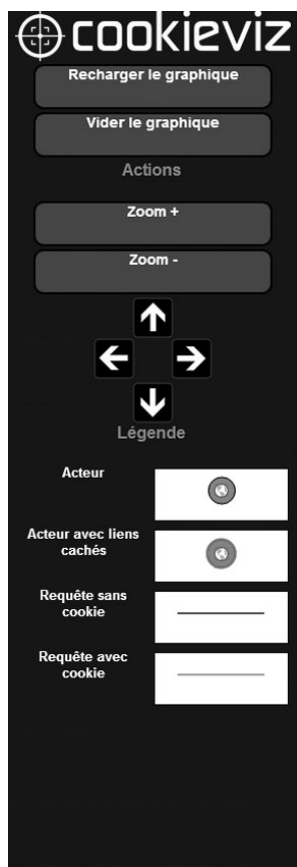 cookieviz
Recharger le graphique
Vider le graphique
Actions
Zoom +
Zoom -
Légende
Acteur
Acteur avec liens
cachés
Requête sans
cookie
Requête avec
cookie